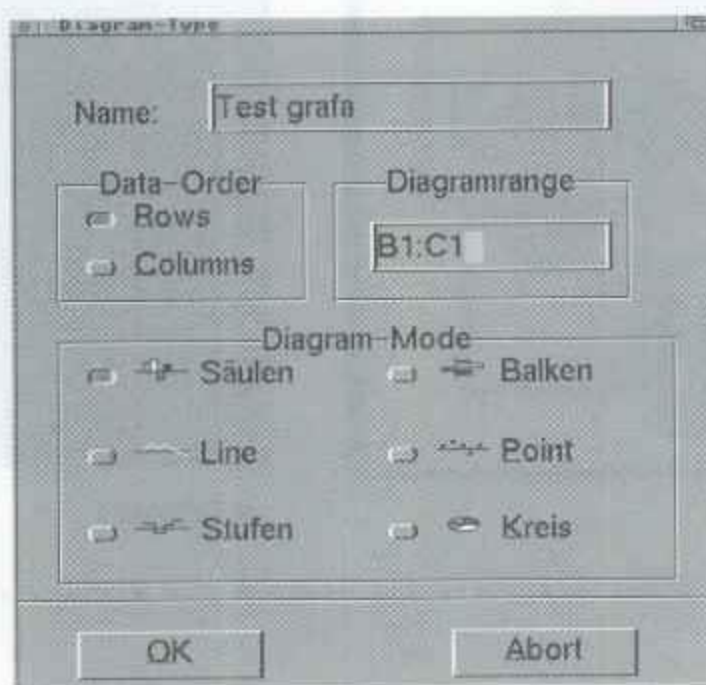 Diagram-Type
Name: Test grafa
Data-Order
Rows
Columns
Diagramrange
B1:C1
Diagram-Mode
Säulen
Balken
Line
Point
Stufen
Kreis
OK
Abort